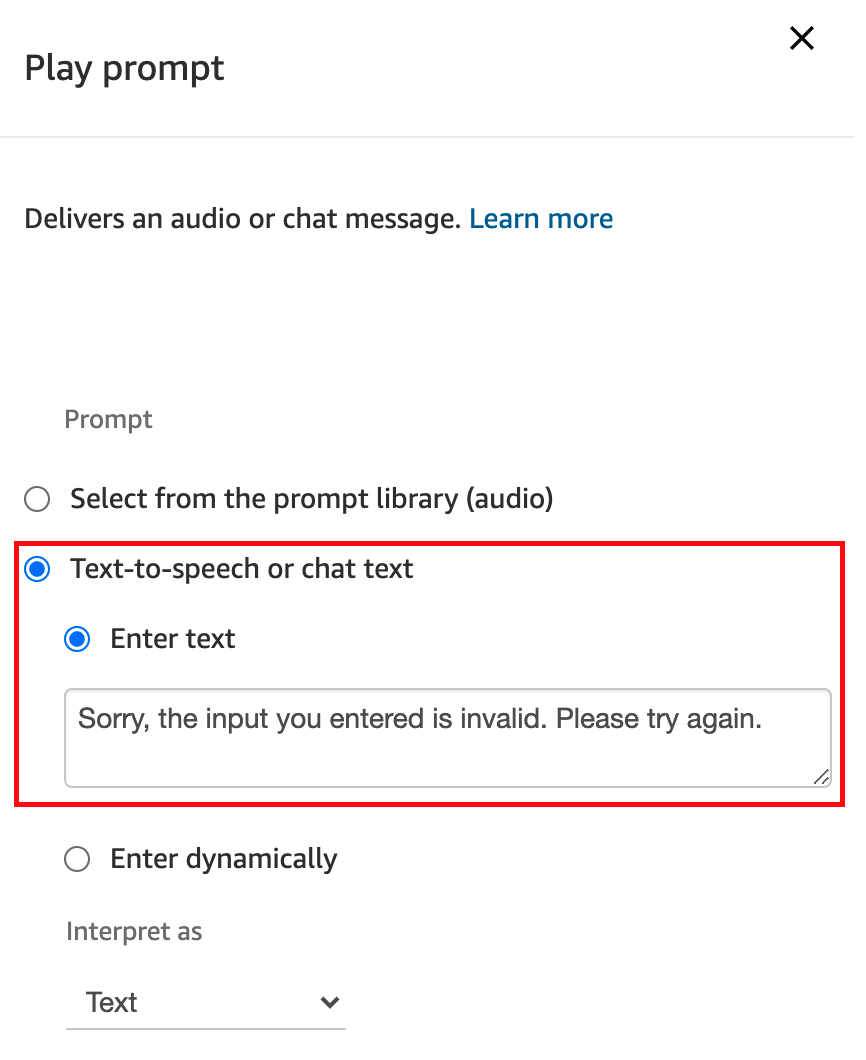 Play prompt
Delivers an audio or chat message. Learn more
Prompt
Select from the prompt library (audio)
Text-to-speech or chat text
Enter text
Sorry, the input you entered is invalid. Please try again.
Enter dynamically
Interpret as
Text